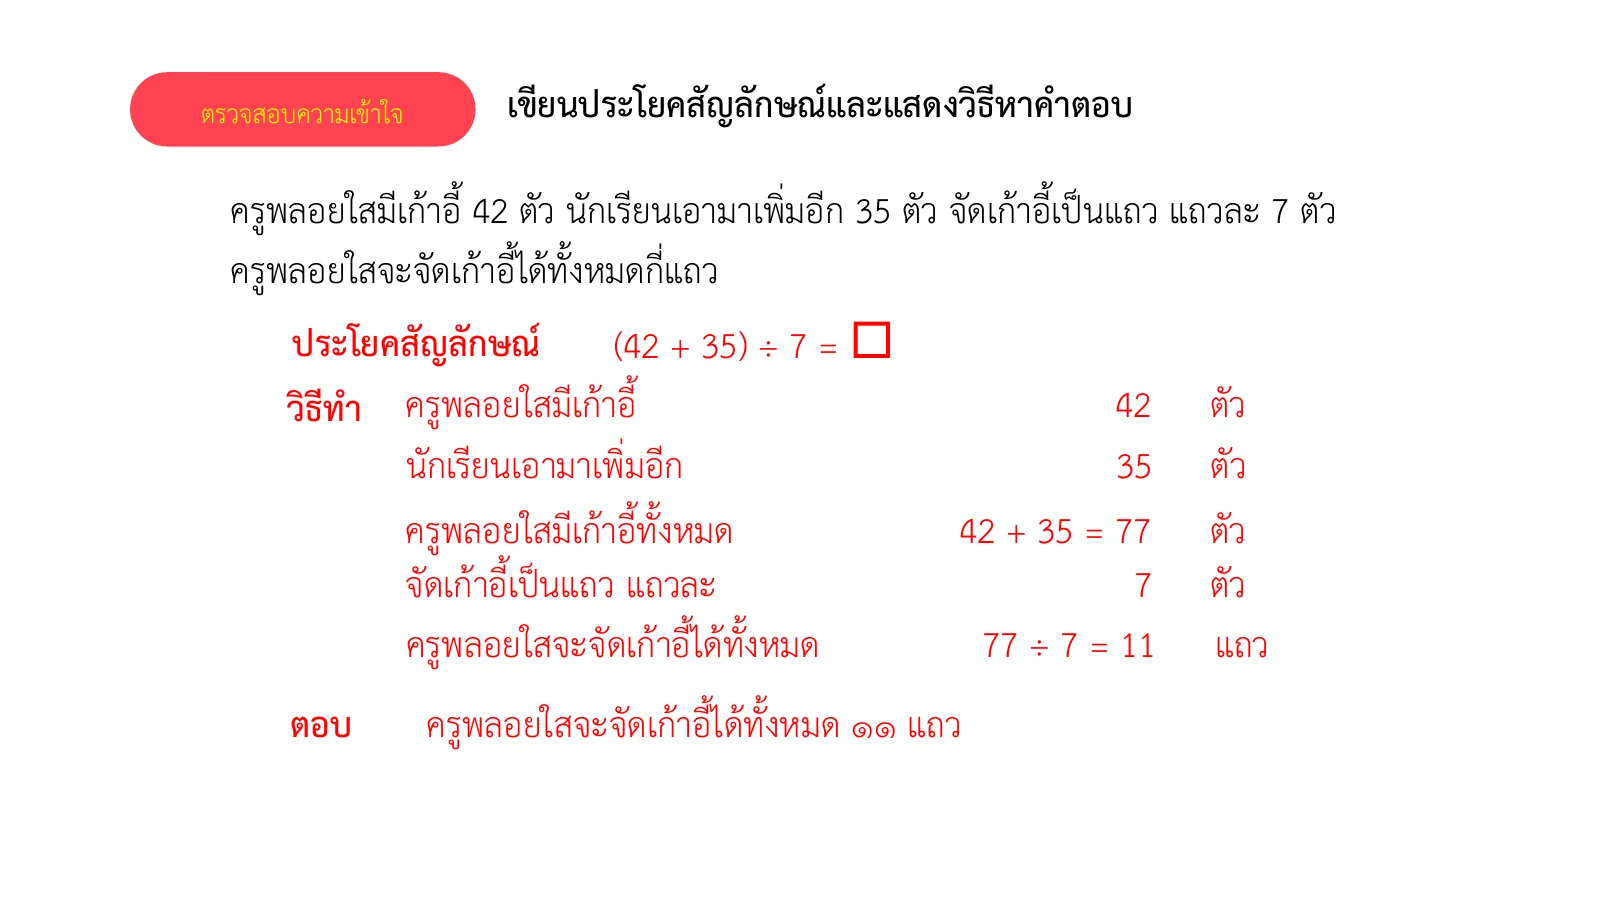 ตรวจสอบความเข้าใจ เขียนประโยคสัญลักษณ์และแสดงวิธีหาคำตอบ
ครูพลอยใสมีเก้าอี้ 42 ตัว นักเรียนเอามาเพิ่มอีก 35 ตัว จัดเก้าอี้เป็นแถว แถวละ 7 ตัว
ครูพลอยใสจะจัดเก้าอี้ได้ทั้งหมดกี่แถว
ประโยคสัญลักษณ์ (42 + 35) ÷ 7 = □
วิธีทำ ครูพลอยใสมีเก้าอี้ 42 ตัว
นักเรียนเอามาเพิ่มอีก 35 ตัว
ครูพลอยใสมีเก้าอี้ทั้งหมด 42 + 35 = 77 ตัว
จัดเก้าอี้เป็นแถว แถวละ 7 ตัว
ครูพลอยใสจะจัดเก้าอี้ได้ทั้งหมด 77 ÷ 7 = 11 แถว
ตอบ ครูพลอยใสจะจัดเก้าอี้ได้ทั้งหมด ๑๑ แถว